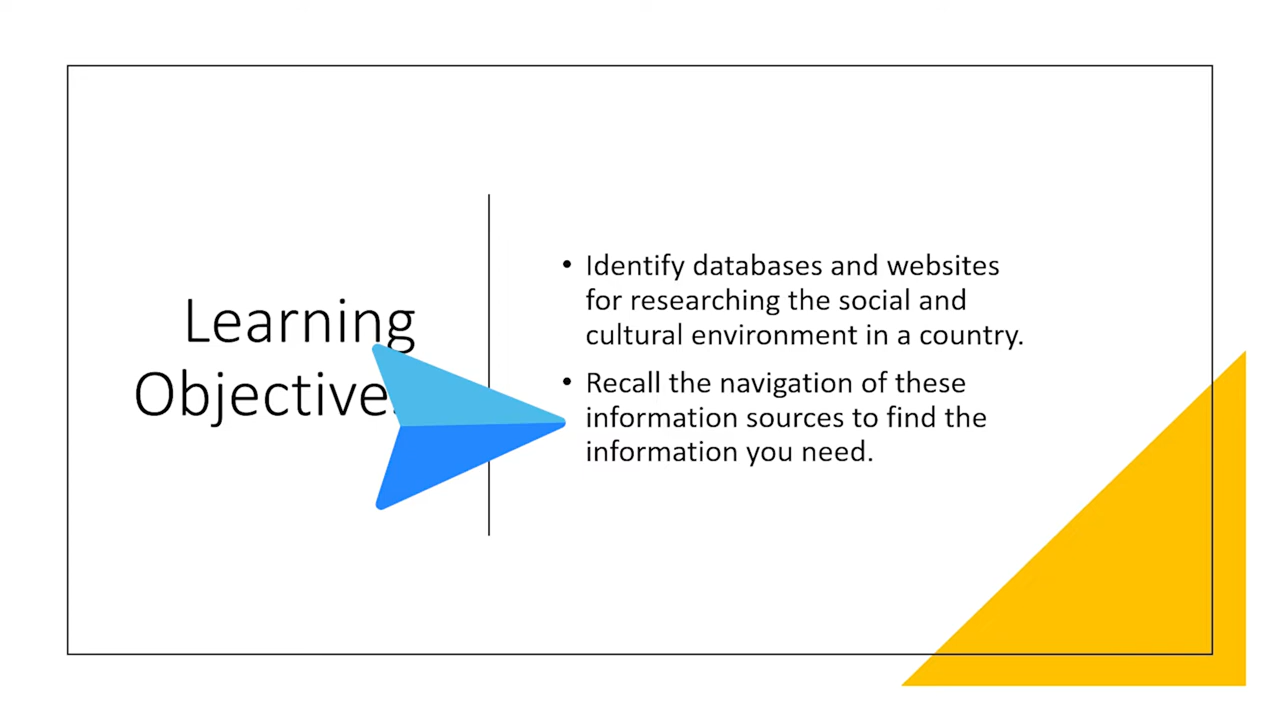 Learning
Objective
• Identify databases and websites
for researching the social and
cultural environment in a country.
• Recall the navigation of these
information sources to find the
information you need.